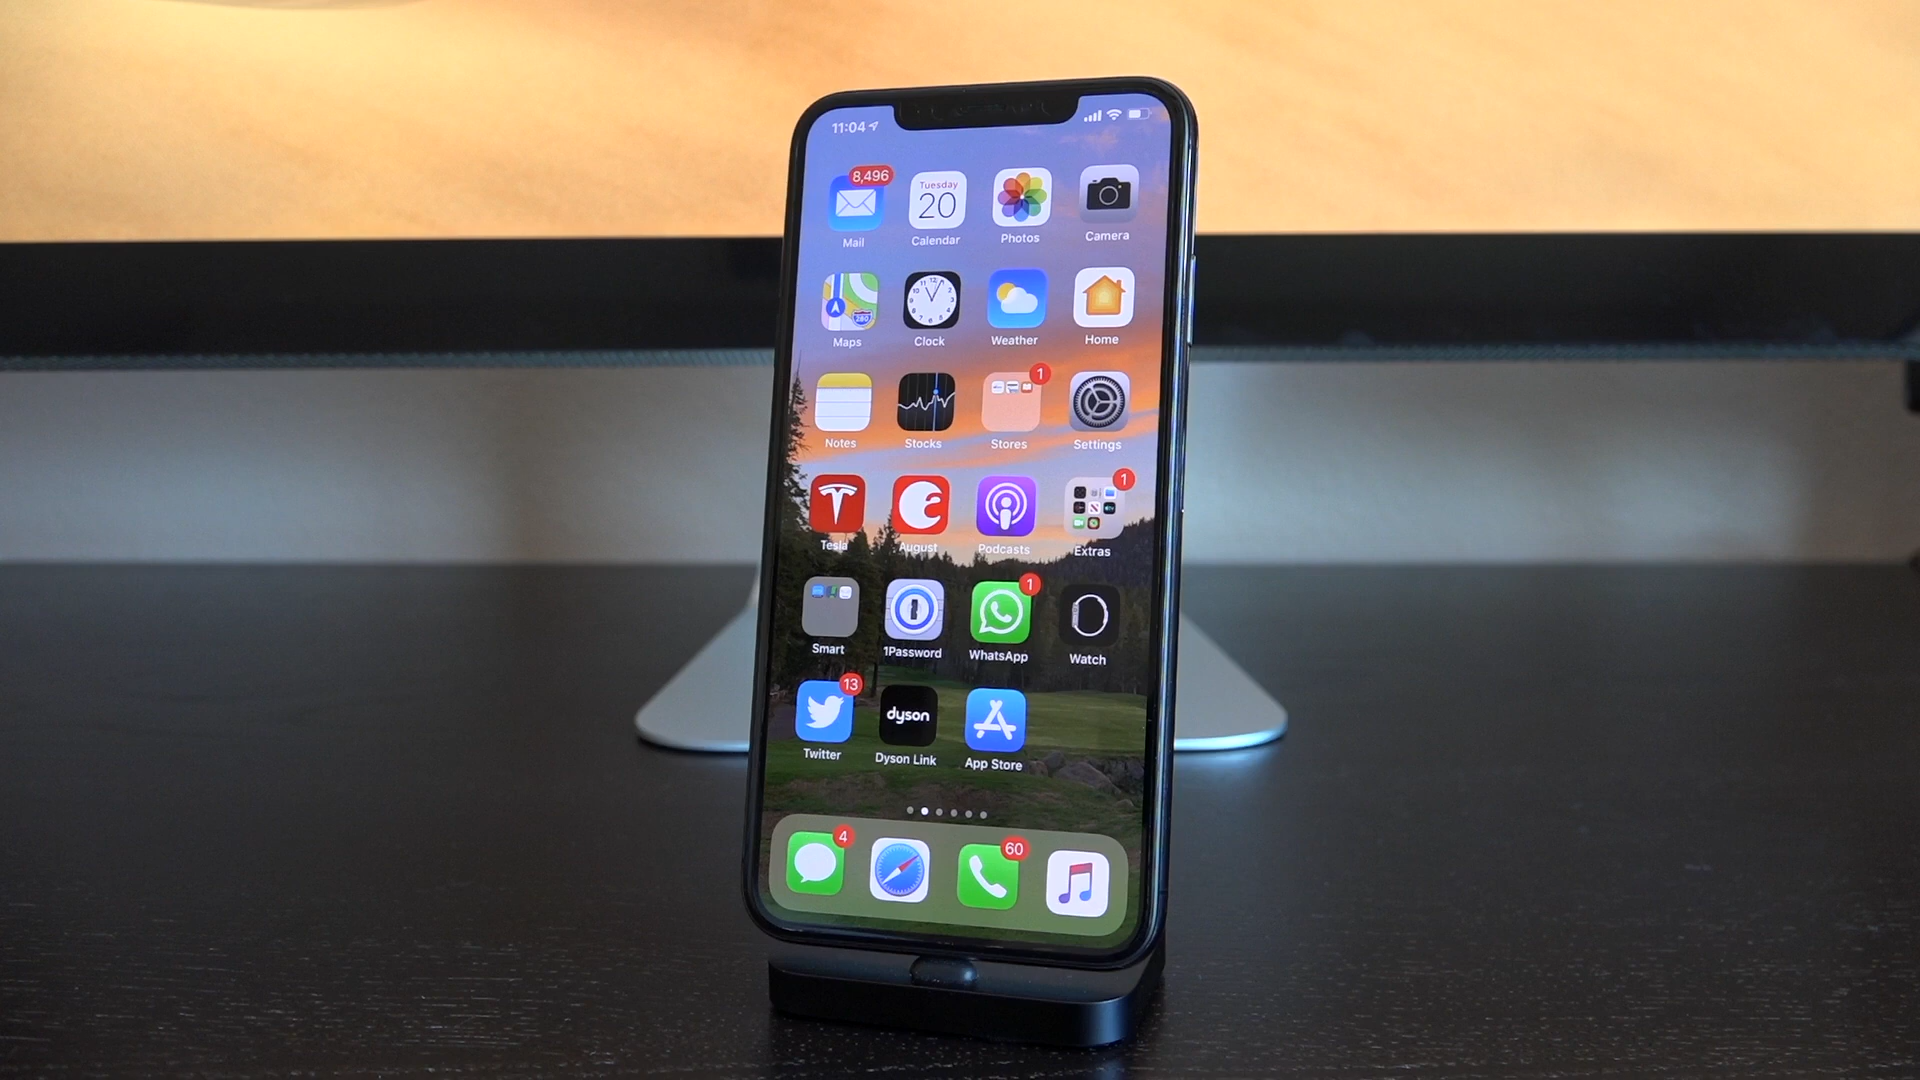 11:04
8,496
Tuesday
20
Mail
Calendar
Photos
Camera
280
Maps
Clock
Weather
Home
1
Notes
Stocks
Stores
Settings
1
Tesla
August
Podcasts
Extras
1
Smart
1Password
WhatsApp
Watch
13
dyson
Twitter
Dyson Link
App Store
4
60